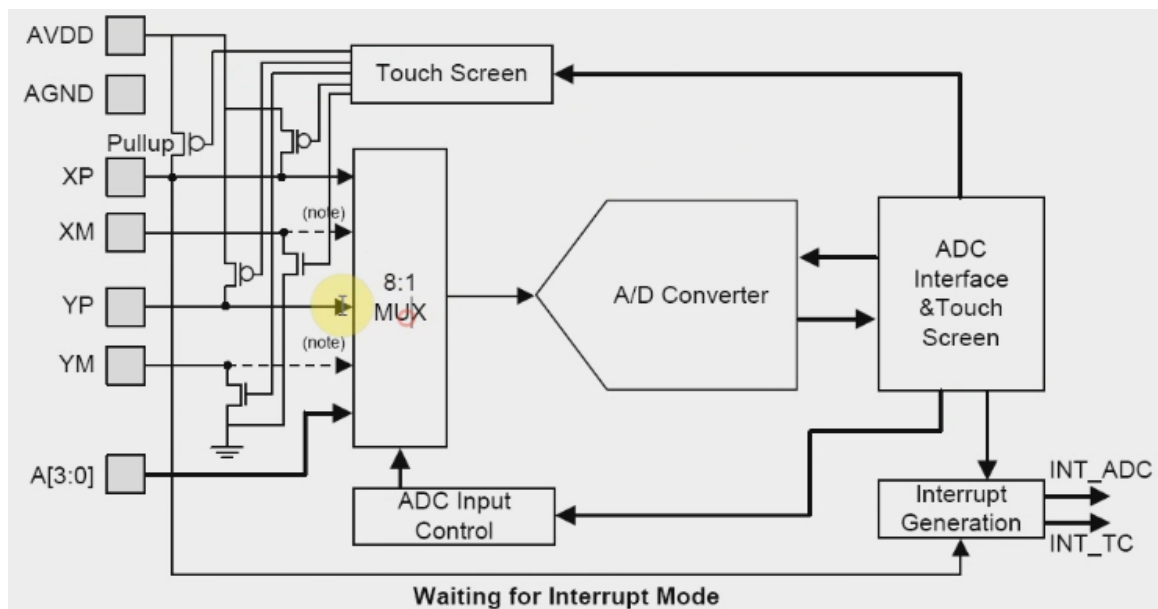 AVDD
Touch Screen
AGND
Pullup
XP
XM
(note)
ADC
Interface
&Touch
Screen
8:1
MUX
A/D Converter
YP
YM
(note)
A[3:0]
ADC Input
Control
Interrupt
Generation
INT_ADC
INT_TC
Waiting for Interrupt Mode